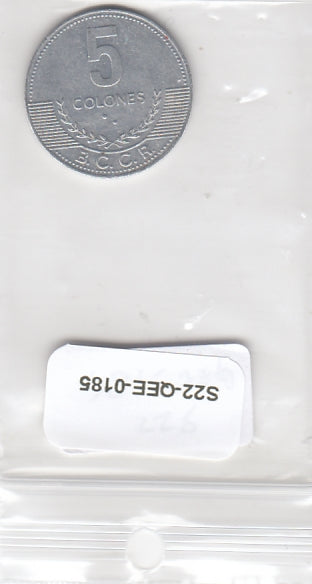 5
COLONES
B. C. C. R.
S22-QEE-0185